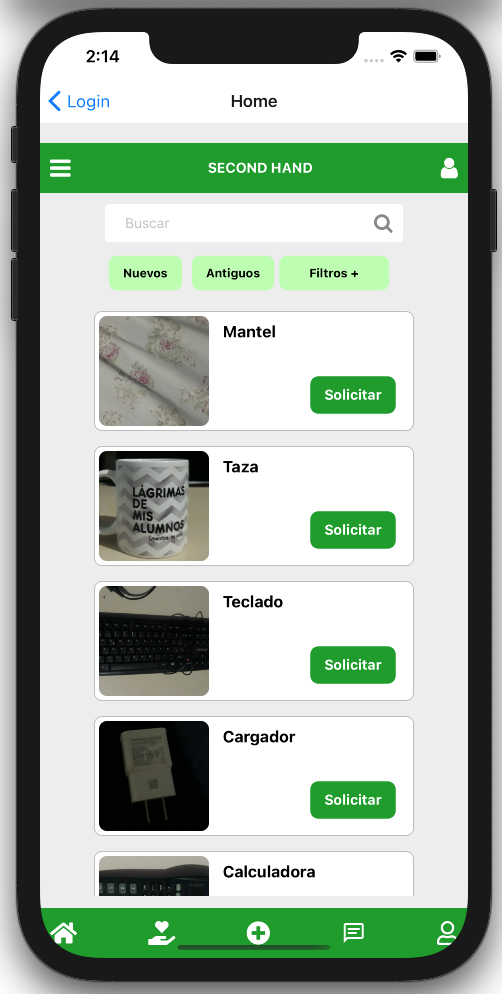 2:14
Login
Home
SECOND HAND
Buscar
Nuevos
Antiguos
Filtros +
Mantel
Solicitar
Taza
LÁGRIMAS
DE
MIS
ALUMNOS
Solicitar
Teclado
Solicitar
Cargador
Solicitar
Calculadora